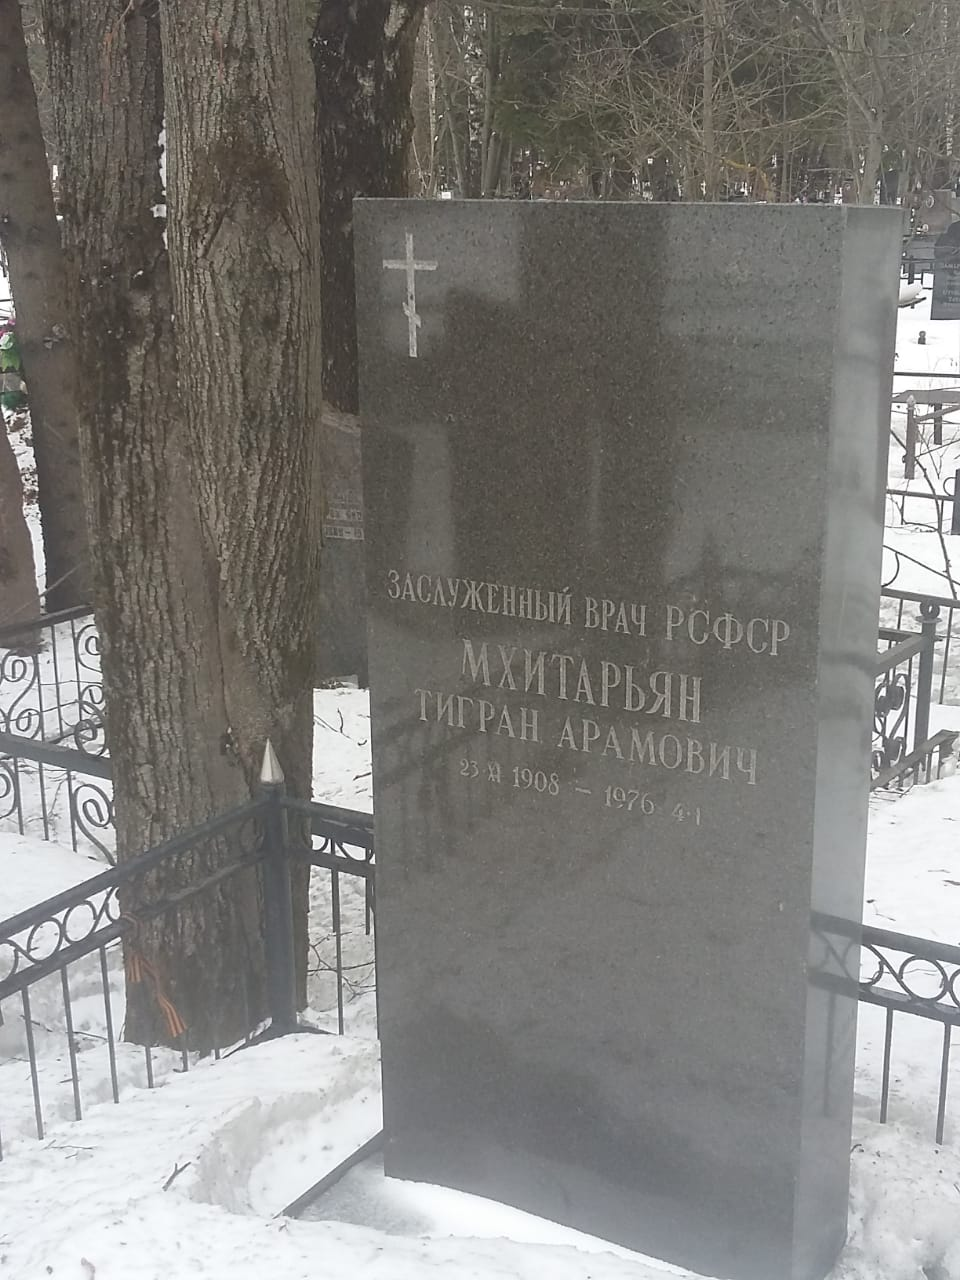 ЗАСЛУЖЕННЫЙ ВРАЧ РСФСР
МХИТАРЬЯН
ТИГРАН АРАМОВИЧ
23·XI 1908 — 1976 4·I